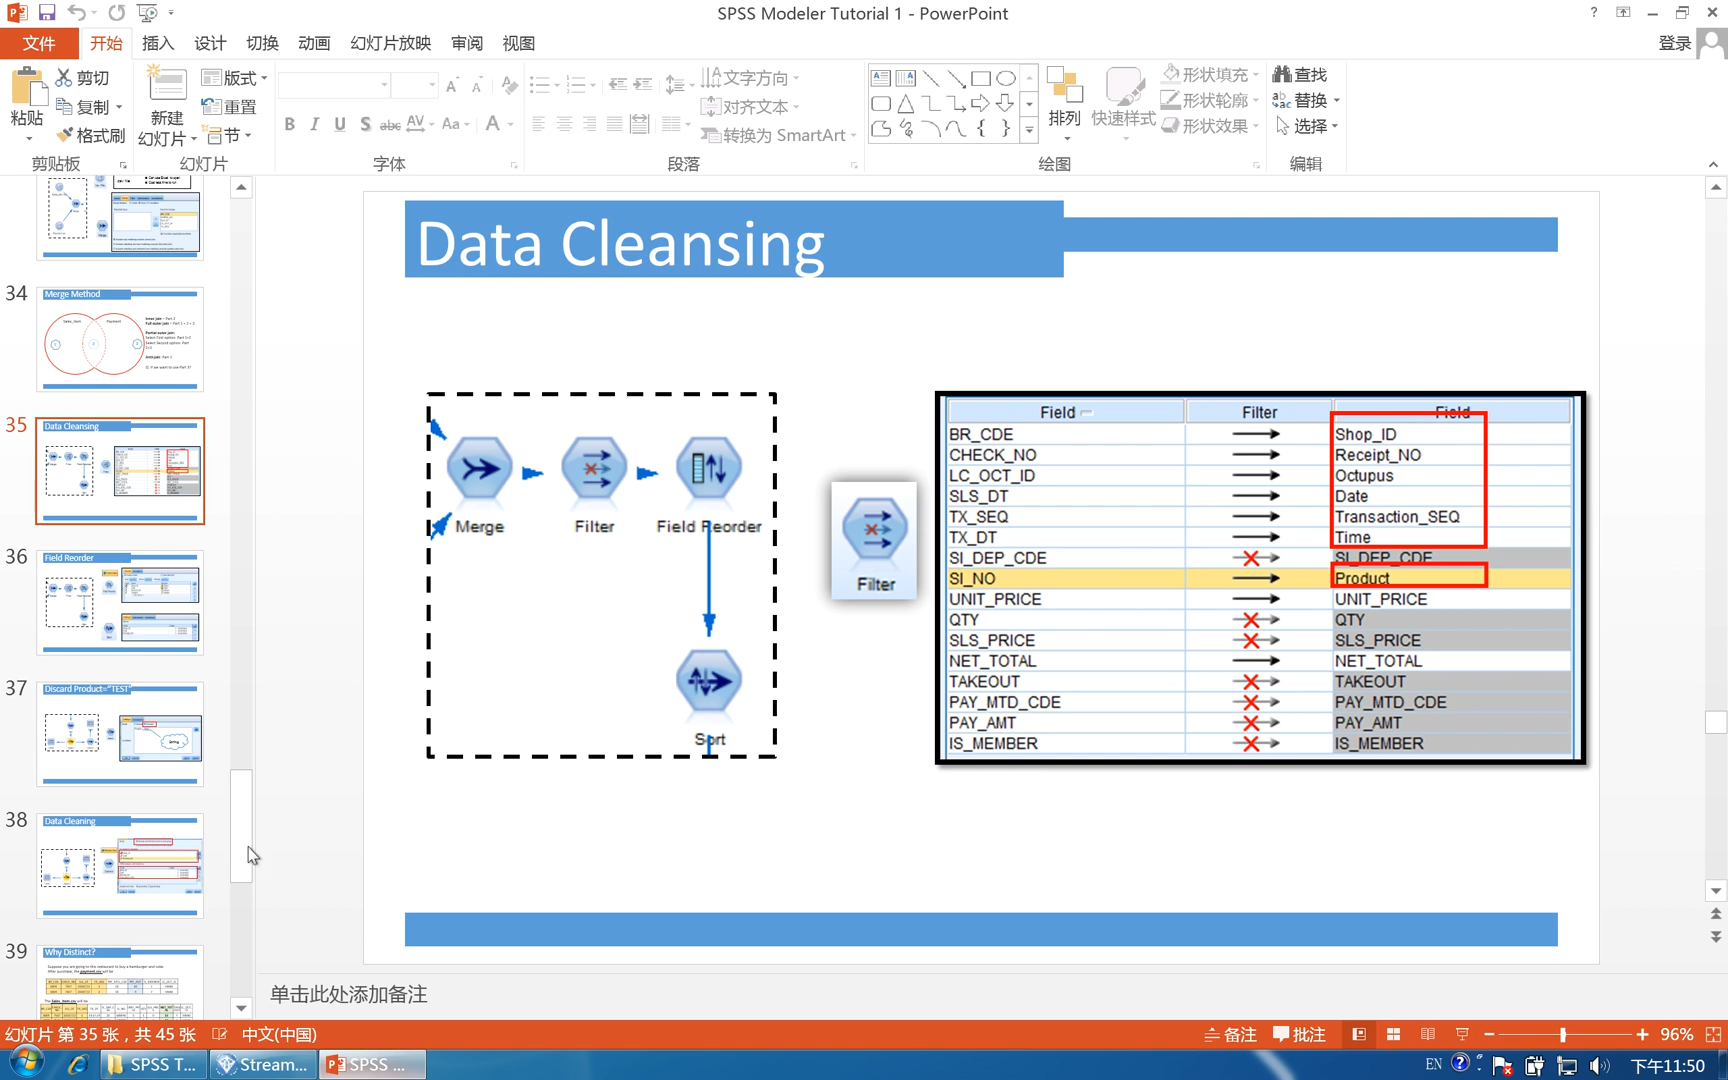 SPSS Modeler Tutorial 1 - PowerPoint
文件
开始
插入
设计
切换
动画
幻灯片放映
审阅
视图
登录
粘贴
剪切
复制
格式刷
剪贴板
新建
幻灯片
版式
重置
节
幻灯片
字体
文字方向
对齐文本
转换为 SmartArt
段落
排列
快速样式
形状填充
形状轮廓
形状效果
绘图
查找
替换
选择
编辑
34
Merge Method
35
Data Cleansing
36
Field Reorder
37
Discard Product="TEST"
38
Data Cleaning
39
Why Distinct?
Data Cleansing
Merge
Filter
Field Reorder
Sort
Filter
Field Filter Field
BR_CDE Shop_ID
CHECK_NO Receipt_NO
LC_OCT_ID Octupus
SLS_DT Date
TX_SEQ Transaction_SEQ
TX_DT Time
SI_DEP_CDE SI_DEP_CDE
SI_NO Product
UNIT_PRICE UNIT_PRICE
QTY QTY
SLS_PRICE SLS_PRICE
NET_TOTAL NET_TOTAL
TAKEOUT TAKEOUT
PAY_MTD_CDE PAY_MTD_CDE
PAY_AMT PAY_AMT
IS_MEMBER IS_MEMBER
单击此处添加备注
幻灯片 第 35 张，共 45 张
中文(中国)
备注
批注
96%
SPSS T...
Stream...
SPSS ...
EN
下午11:50